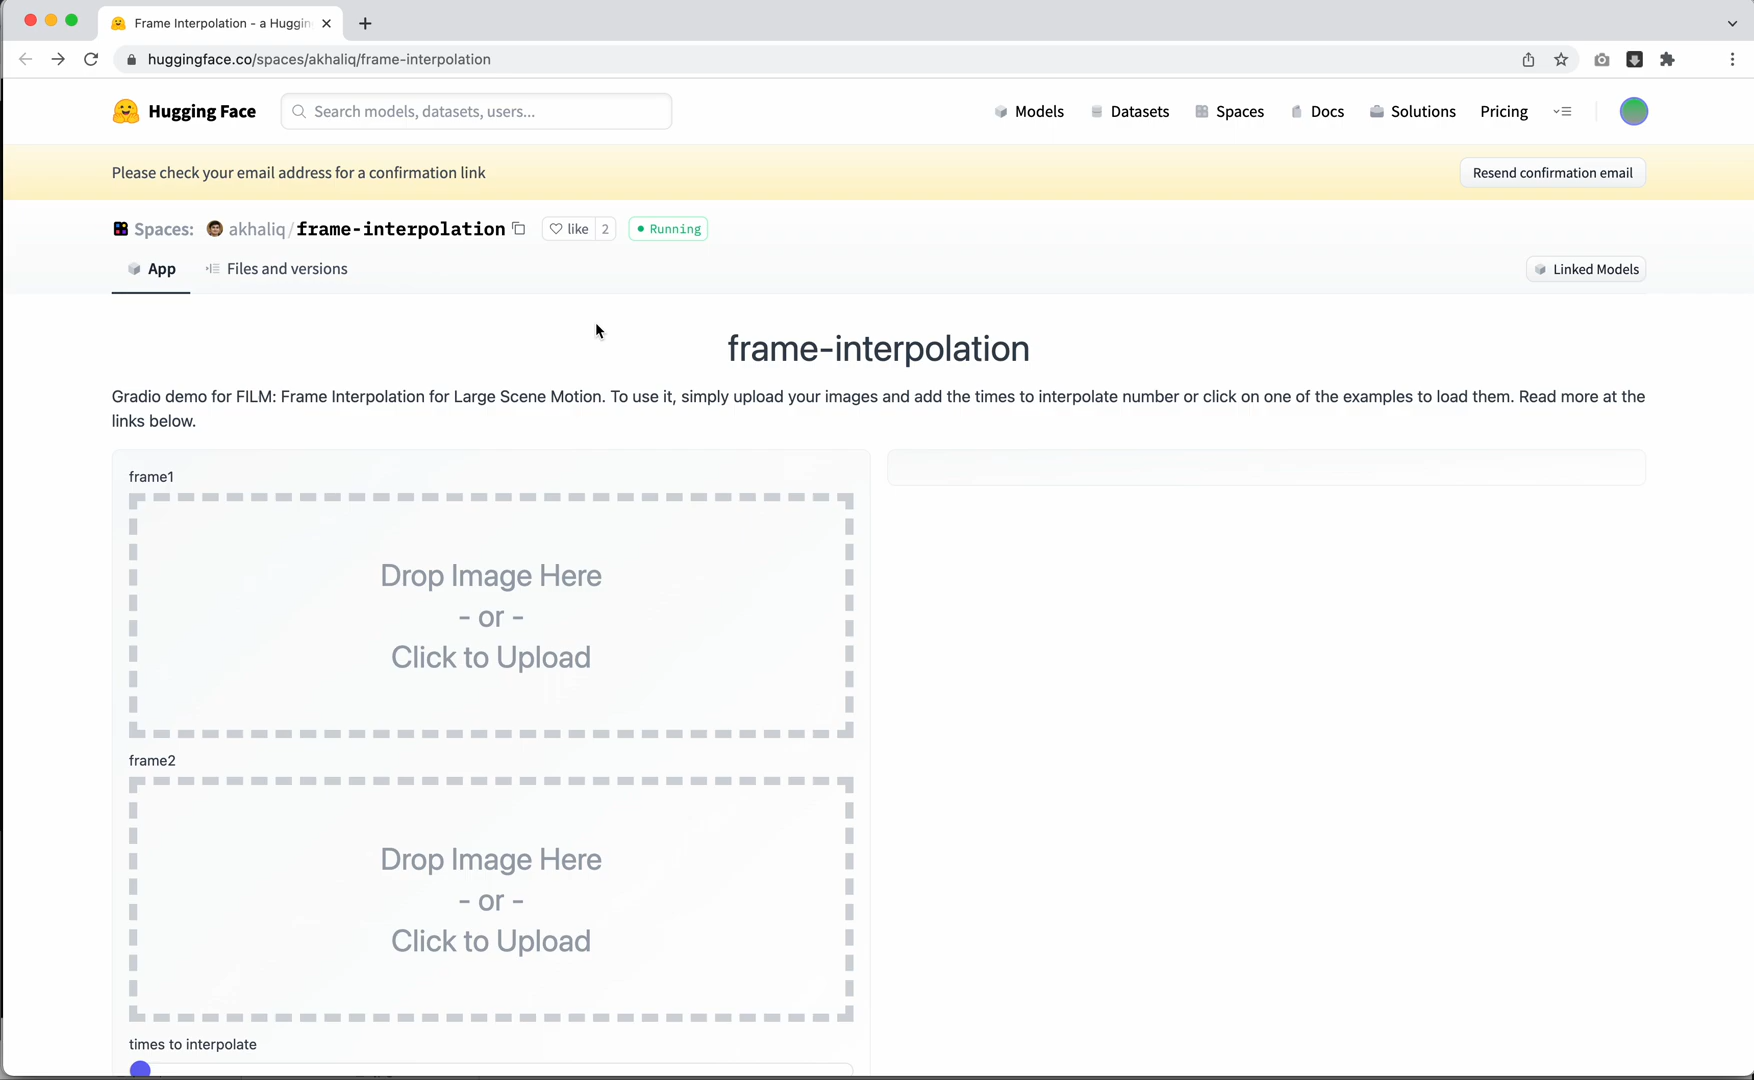 Frame Interpolation - a Huggin
huggingface.co/spaces/akhaliq/frame-interpolation
Hugging Face
Search models, datasets, users...
Models
Datasets
Spaces
Docs
Solutions
Pricing
Please check your email address for a confirmation link
Resend confirmation email
Spaces: akhaliq/frame-interpolation
like 2
Running
App
Files and versions
Linked Models
frame-interpolation
Gradio demo for FILM: Frame Interpolation for Large Scene Motion. To use it, simply upload your images and add the times to interpolate number or click on one of the examples to load them. Read more at the
links below.
frame1
Drop Image Here
- or -
Click to Upload
frame2
Drop Image Here
- or -
Click to Upload
times to interpolate